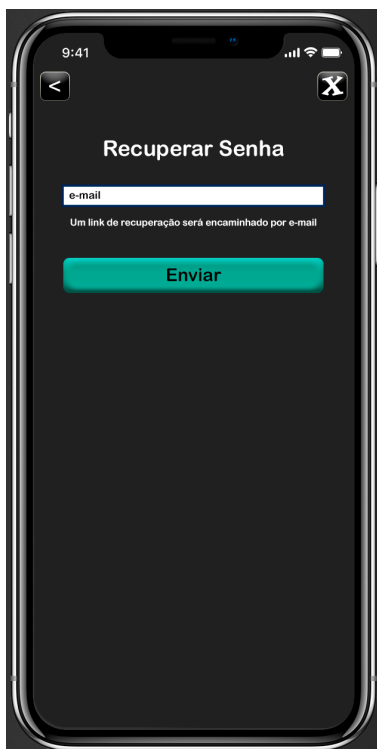 9:41
<
X
Recuperar Senha
e-mail
Um link de recuperação será encaminhado por e-mail
Enviar